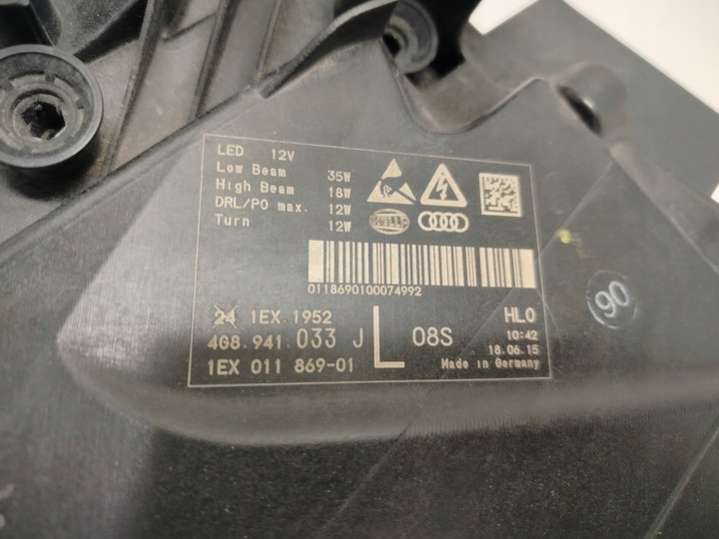 LED 12V
Low Beam 35W
High Beam 18W
DRL/PO max. 12W
Turn 12W
HELLA
0118690100074992
24 1EX 1952
4G8.941.033 J L 08S
1EX 011 869-01
HL0
10:42
18.06.15
Made in Germany
90